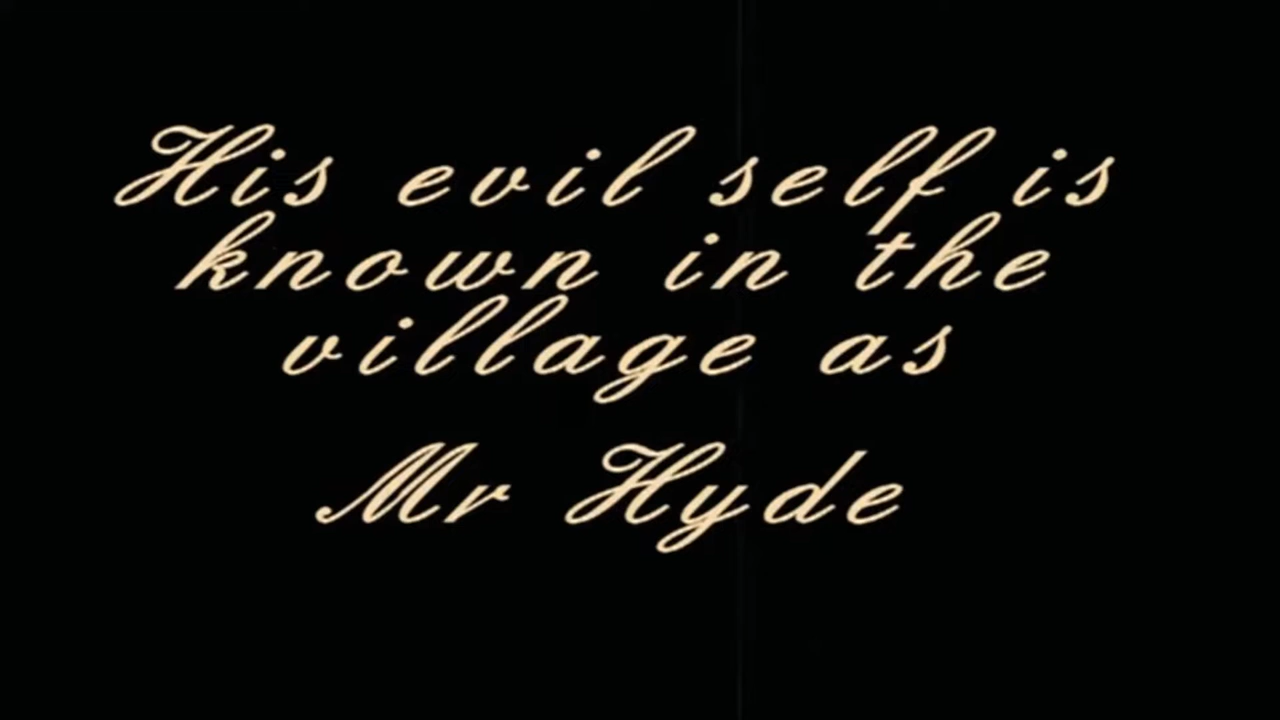 His evil self is
known in the
village as
Mr Hyde